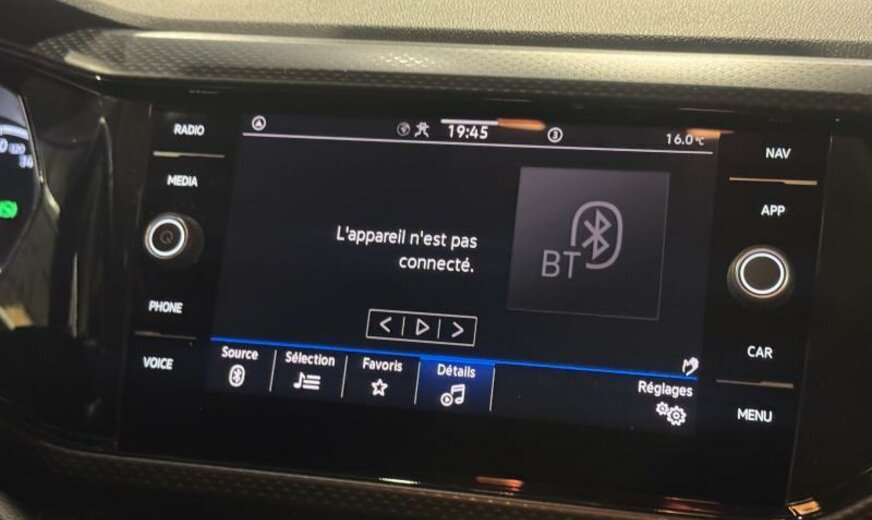 RADIO
19:45
3
16.0°C
NAV
MEDIA
APP
L'appareil n'est pas
connecté.
BT
PHONE
CAR
VOICE
Source
Sélection
Favoris
Détails
Réglages
MENU